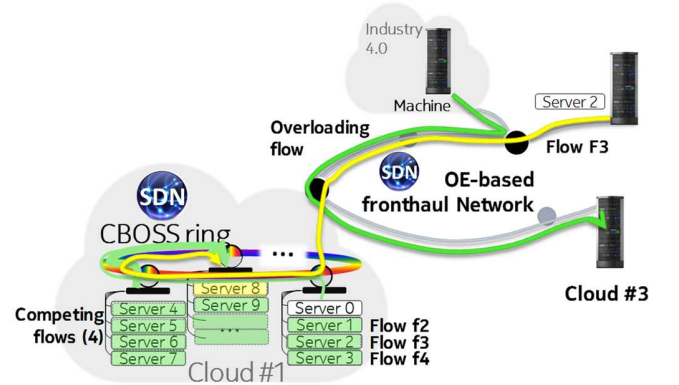 Industry
4.0
Machine
Server 2
Overloading
flow
Flow F3
SDN
OE-based
fronthaul Network
SDN
CBOSS ring
...
Cloud #3
Server 8
Server 9
...
Server 4
Server 5
Server 6
Server 7
Competing
flows (4)
Server 0
Server 1 Flow f2
Server 2 Flow f3
Server 3 Flow f4
Cloud #1